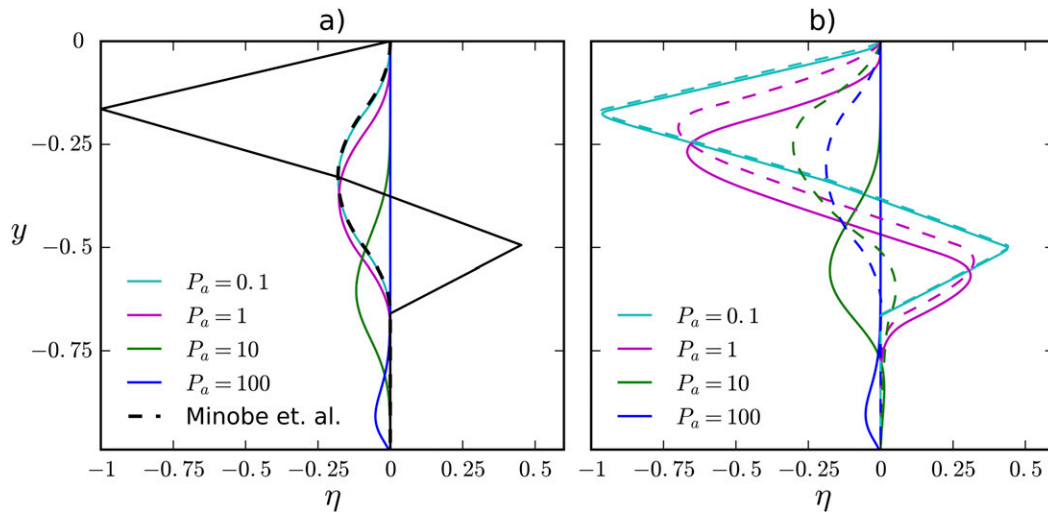 a)
0
−0.25
−0.5
−0.75
y
P_a = 0.1
P_a = 1
P_a = 10
P_a = 100
Minobe et. al.
−1 −0.75 −0.5 −0.25 0 0.25 0.5
η
b)
P_a = 0.1
P_a = 1
P_a = 10
P_a = 100
−1 −0.75 −0.5 −0.25 0 0.25 0.5
η